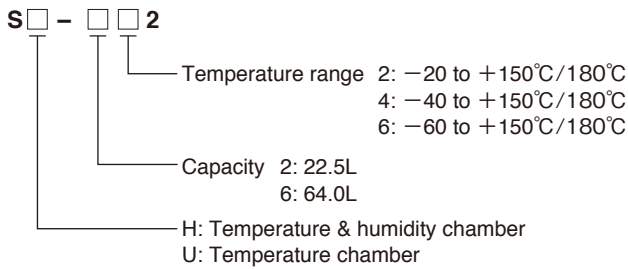 S□ – □ □ 2
Temperature range 2: −20 to +150℃/180℃
4: −40 to +150℃/180℃
6: −60 to +150℃/180℃
Capacity 2: 22.5L
6: 64.0L
H: Temperature & humidity chamber
U: Temperature chamber